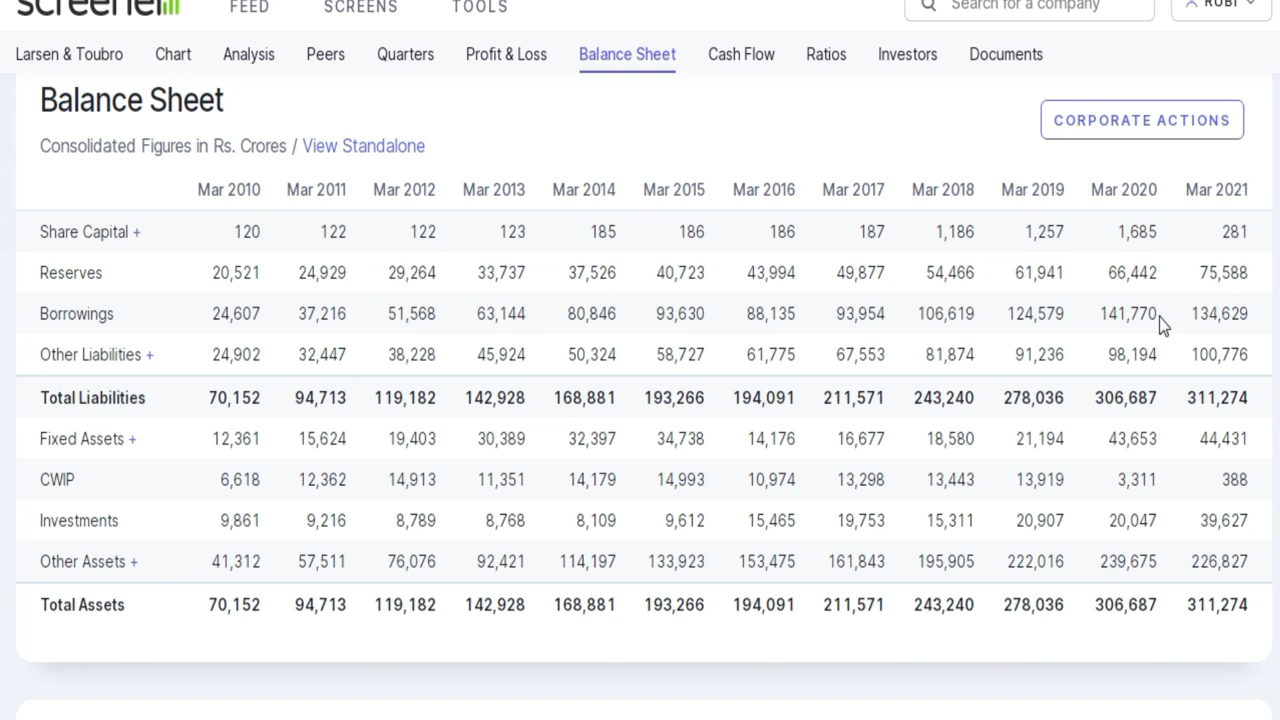 screener
FEED SCREENS TOOLS Search for a company RUBI
Larsen & Toubro Chart Analysis Peers Quarters Profit & Loss Balance Sheet Cash Flow Ratios Investors Documents
Balance Sheet
CORPORATE ACTIONS
Consolidated Figures in Rs. Crores / View Standalone
Mar 2010 Mar 2011 Mar 2012 Mar 2013 Mar 2014 Mar 2015 Mar 2016 Mar 2017 Mar 2018 Mar 2019 Mar 2020 Mar 2021
Share Capital + 120 122 122 123 185 186 186 187 1,186 1,257 1,685 281
Reserves 20,521 24,929 29,264 33,737 37,526 40,723 43,994 49,877 54,466 61,941 66,442 75,588
Borrowings 24,607 37,216 51,568 63,144 80,846 93,630 88,135 93,954 106,619 124,579 141,770 134,629
Other Liabilities + 24,902 32,447 38,228 45,924 50,324 58,727 61,775 67,553 81,874 91,236 98,194 100,776
Total Liabilities 70,152 94,713 119,182 142,928 168,881 193,266 194,091 211,571 243,240 278,036 306,687 311,274
Fixed Assets + 12,361 15,624 19,403 30,389 32,397 34,738 14,176 16,677 18,580 21,194 43,653 44,431
CWIP 6,618 12,362 14,913 11,351 14,179 14,993 10,974 13,298 13,443 13,919 3,311 388
Investments 9,861 9,216 8,789 8,768 8,109 9,612 15,465 19,753 15,311 20,907 20,047 39,627
Other Assets + 41,312 57,511 76,076 92,421 114,197 133,923 153,475 161,843 195,905 222,016 239,675 226,827
Total Assets 70,152 94,713 119,182 142,928 168,881 193,266 194,091 211,571 243,240 278,036 306,687 311,274